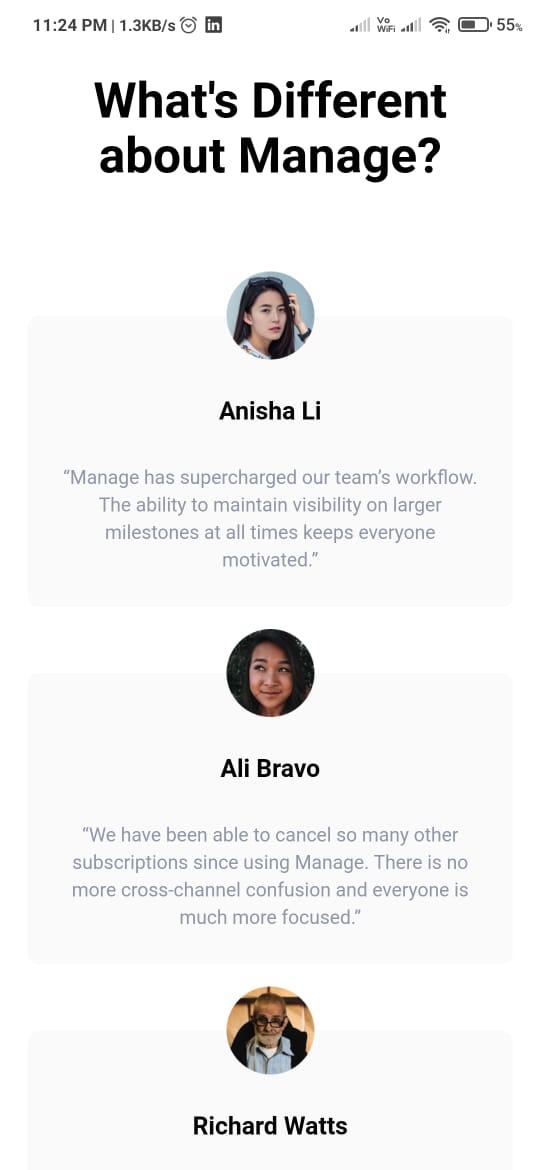 11:24 PM | 1.3KB/s in Vo WiFi 55%
What's Different
about Manage?
Anisha Li
“Manage has supercharged our team’s workflow.
The ability to maintain visibility on larger
milestones at all times keeps everyone
motivated.”
Ali Bravo
“We have been able to cancel so many other
subscriptions since using Manage. There is no
more cross-channel confusion and everyone is
much more focused.”
Richard Watts